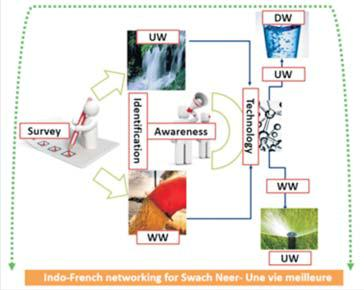 DW
UW
UW
Survey
Identification
Awareness
Technology
WW
WW
UW
Indo-French networking for Swach Neer- Une vie meilleure